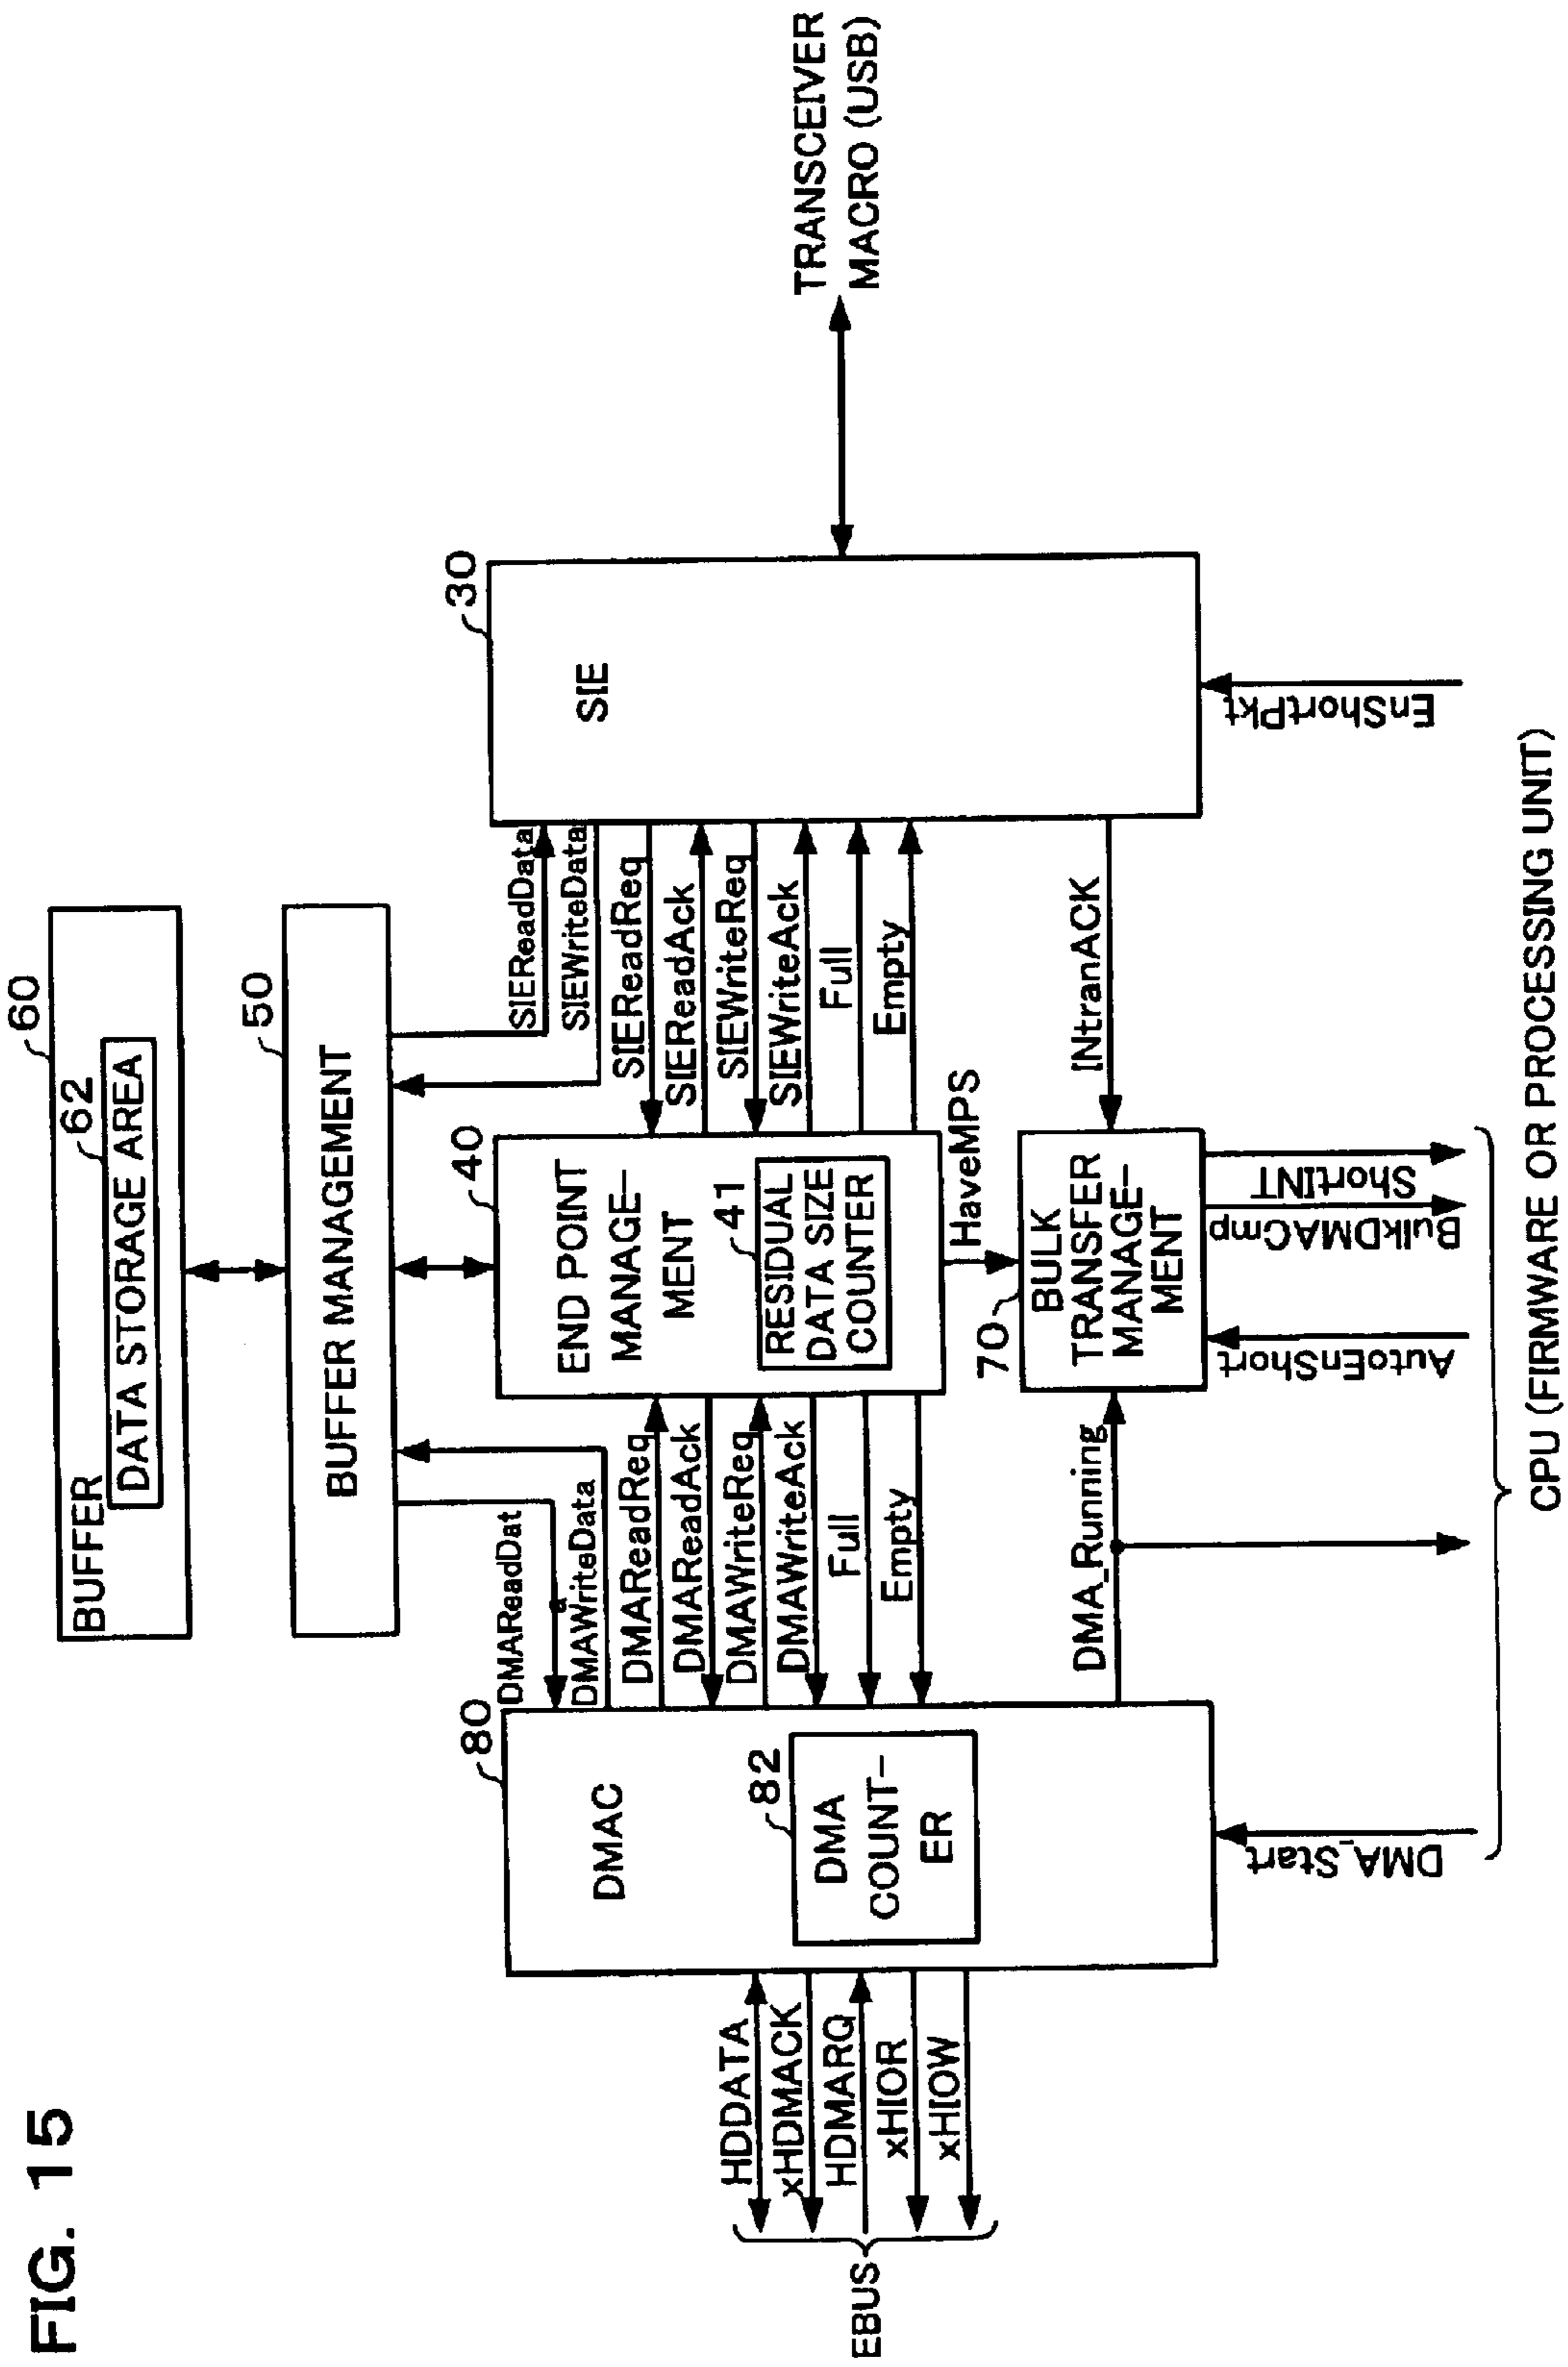 FIG. 15
60
BUFFER
62
DATA STORAGE AREA
50
BUFFER MANAGEMENT
DMAReadDat
a
DMAWriteData
SIEReadData
SIEWriteData
80
DMAC
82
DMA
COUNT-
ER
DMAReadReq
DMAReadAck
DMAWriteReq
DMAWriteAck
Full
Empty
40
END POINT
MANAGE-
MENT
41
RESIDUAL
DATA SIZE
COUNTER
SIEReadReq
SIEReadAck
SIEWriteReq
SIEWriteAck
Full
Empty
30
SIE
TRANSCEIVER
MACRO (USB)
EBUS
HDDATA
xHDMACK
HDMARQ
xHIOR
xHIOW
HaveMPS
70
BULK
TRANSFER
MANAGE-
MENT
DMA_Running
INtranACK
DMA_Start
AutoEnShort
BulkDMACmp
ShortINT
EnShortPkt
CPU (FIRMWARE OR PROCESSING UNIT)